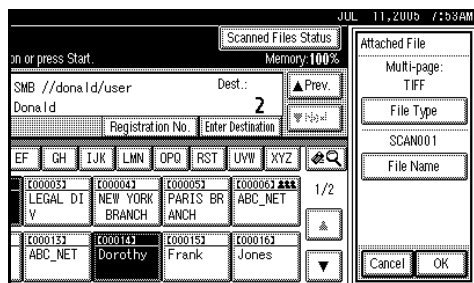 JUL 11,2005 7:53AM
Scanned Files Status
on or press Start.
Memory:100%
SMB //donald/user
Dest.:
Donald
2
▲Prev.
▼Next
Registration No.
Enter Destination
EF
GH
IJK
LMN
OPQ
RST
UVW
XYZ
[00003]
LEGAL DI
V
[00004]
NEW YORK
BRANCH
[00005]
PARIS BR
ANCH
[00006]
ABC_NET
1/2
[00013]
ABC_NET
[00014]
Dorothy
[00015]
Frank
[00016]
Jones
Attached File
Multi-page:
TIFF
File Type
SCAN001
File Name
Cancel
OK